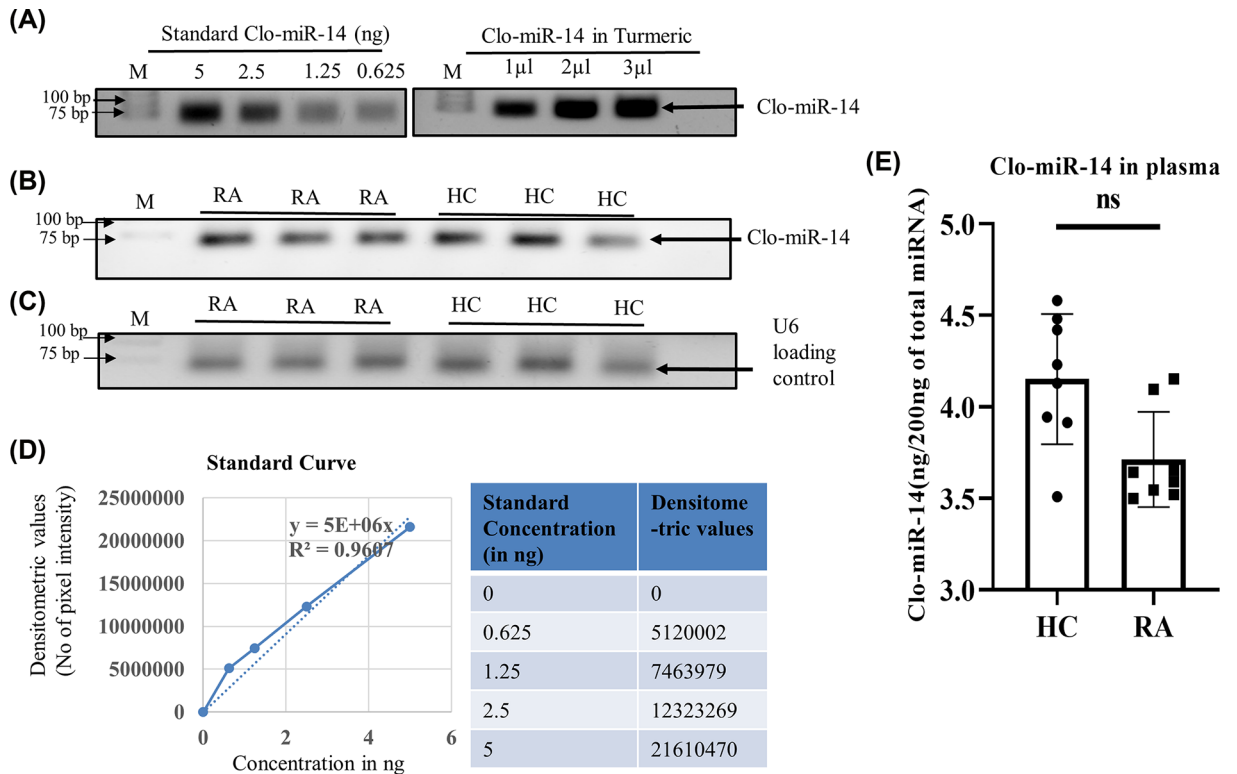 (A)
Standard Clo-miR-14 (ng)
M 5 2.5 1.25 0.625
100 bp
75 bp
Clo-miR-14 in Turmeric
M 1µl 2µl 3µl
Clo-miR-14
(B)
M RA RA RA HC HC HC
100 bp
75 bp
Clo-miR-14
(C)
M RA RA RA HC HC HC
100 bp
75 bp
U6
loading
control
(D)
Standard Curve
Densitometric values
(No of pixel intensity)
25000000
20000000
15000000
10000000
5000000
0
y = 5E+06x
R² = 0.9607
0 2 4 6
Concentration in ng
Standard
Concentration
(in ng)
Densitome
-tric values
0 0
0.625 5120002
1.25 7463979
2.5 12323269
5 21610470
(E)
Clo-miR-14 in plasma
ns
Clo-miR-14(ng/200ng of total miRNA)
5.0
4.5
4.0
3.5
3.0
HC RA